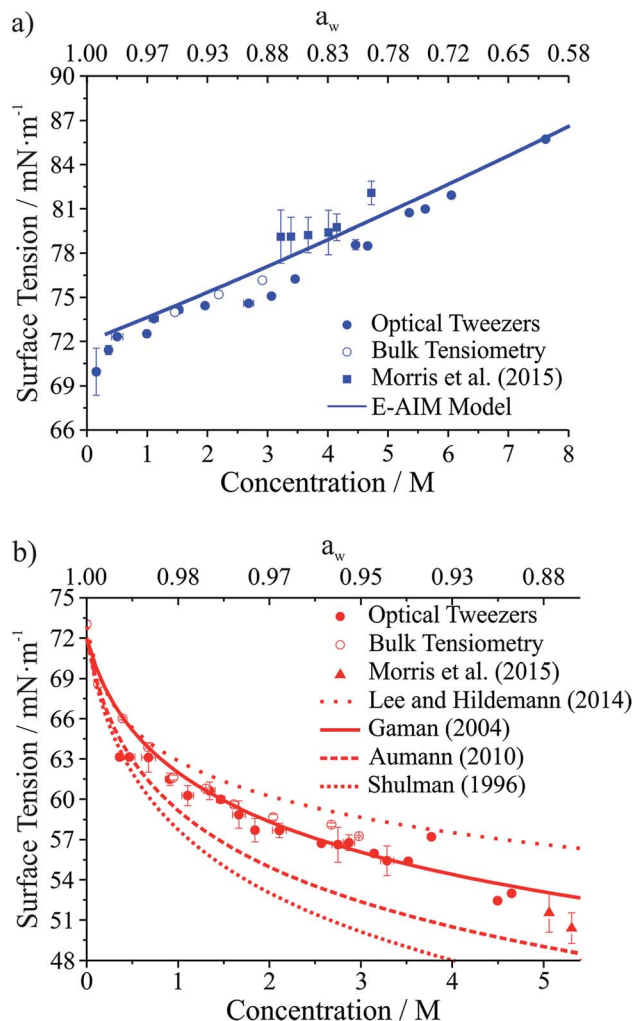 a)
a_w
1.00 0.97 0.93 0.88 0.83 0.78 0.72 0.65 0.58
90
87
84
81
78
75
72
69
66
Surface Tension / mN·m⁻¹
Optical Tweezers
Bulk Tensiometry
Morris et al. (2015)
E-AIM Model
0 1 2 3 4 5 6 7 8
Concentration / M
b)
a_w
1.00 0.98 0.97 0.95 0.93 0.88
75
72
69
66
63
60
57
54
51
48
Surface Tension / mN·m⁻¹
Optical Tweezers
Bulk Tensiometry
Morris et al. (2015)
Lee and Hildemann (2014)
Gaman (2004)
Aumann (2010)
Shulman (1996)
0 1 2 3 4 5
Concentration / M